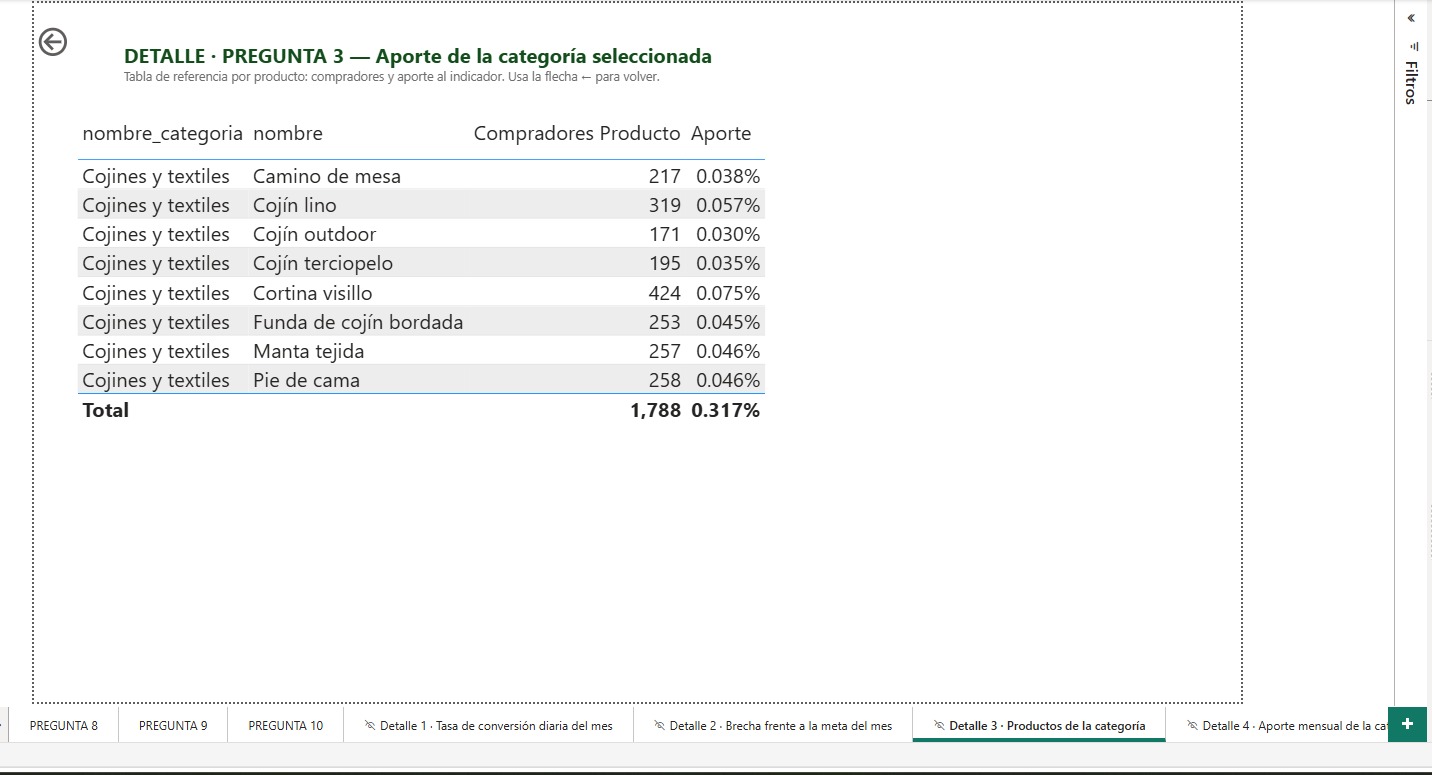 DETALLE · PREGUNTA 3 — Aporte de la categoría seleccionada
Tabla de referencia por producto: compradores y aporte al indicador. Usa la flecha ← para volver.
nombre_categoria nombre Compradores Producto Aporte
Cojines y textiles Camino de mesa 217 0.038%
Cojines y textiles Cojín lino 319 0.057%
Cojines y textiles Cojín outdoor 171 0.030%
Cojines y textiles Cojín terciopelo 195 0.035%
Cojines y textiles Cortina visillo 424 0.075%
Cojines y textiles Funda de cojín bordada 253 0.045%
Cojines y textiles Manta tejida 257 0.046%
Cojines y textiles Pie de cama 258 0.046%
Total 1,788 0.317%
Filtros
PREGUNTA 8 PREGUNTA 9 PREGUNTA 10 Detalle 1 · Tasa de conversión diaria del mes Detalle 2 · Brecha frente a la meta del mes Detalle 3 · Productos de la categoría Detalle 4 · Aporte mensual de la ca